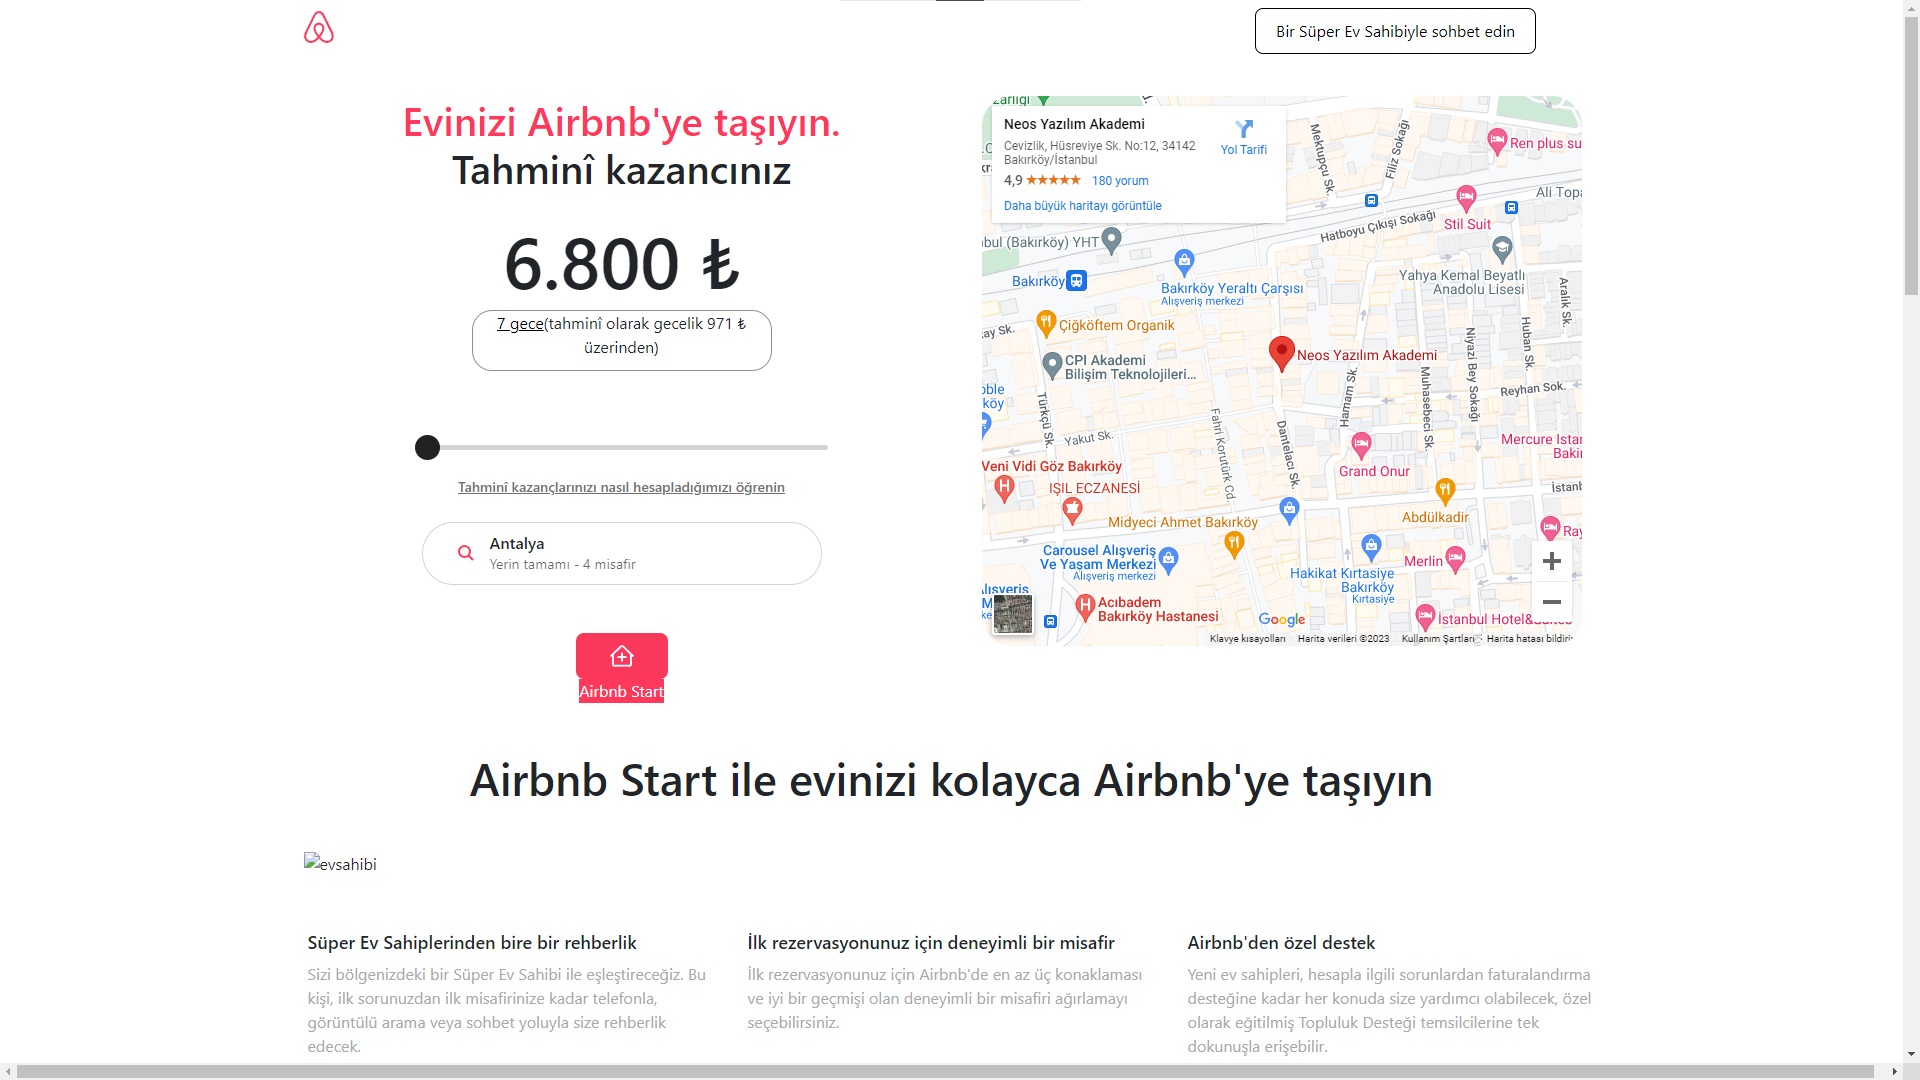 Bir Süper Ev Sahibiyle sohbet edin
Evinizi Airbnb'ye taşıyın.
Tahminî kazancınız
6.800 ₺
7 gece(tahminî olarak gecelik 971 ₺
üzerinden)
Tahminî kazançlarınızı nasıl hesapladığımızı öğrenin
Antalya
Yerin tamamı - 4 misafir
Airbnb Start
zarlığı
Neos Yazılım Akademi
Cevizlik, Hüsreviye Sk. No:12, 34142
Bakırköy/İstanbul
4,9 ★★★★★ 180 yorum
Daha büyük haritayı görüntüle
Yol Tarifi
Mektupçu Sk.
Filiz Sokağı
Ren plus su
Ali Topa
Stil Suit
Hatboyu Çıkışı Sokağı
nbul (Bakırköy) YHT
Bakırköy
Bakırköy Yeraltı Çarşısı
Alışveriş merkezi
Yahya Kemal Beyatlı
Anadolu Lisesi
Aralık Sk.
Çiğköftem Organik
kay Sk.
CPI Akademi
Bilişim Teknolojileri...
Neos Yazılım Akademi
Niyazi Bey Sokağı
Huban Sk.
Reyhan Sok.
Hamam Sk.
Muhasebeci Sk.
oble
köy
Türkçü Sk.
Yakut Sk.
Fahri Korutürk Cd.
Dantelacı Sk.
Mercure Istan
Bakır
Grand Onur
Veni Vidi Göz Bakırköy
IŞIL ECZANESİ
İstanb
Midyeci Ahmet Bakırköy
Abdülkadir
Ray
Carousel Alışveriş
Ve Yaşam Merkezi
Alışveriş merkezi
Hakikat Kırtasiye
Bakırköy
Kırtasiye
Merlin
Alışveriş
Acıbadem
Bakırköy Hastanesi
Google
İstanbul Hotel&Suites
Klavye kısayolları Harita verileri ©2023 Kullanım Şartları Harita hatası bildirin
Airbnb Start ile evinizi kolayca Airbnb'ye taşıyın
evsahibi
Süper Ev Sahiplerinden bire bir rehberlik
Sizi bölgenizdeki bir Süper Ev Sahibi ile eşleştireceğiz. Bu
kişi, ilk sorunuzdan ilk misafirinize kadar telefonla,
görüntülü arama veya sohbet yoluyla size rehberlik
edecek.
İlk rezervasyonunuz için deneyimli bir misafir
İlk rezervasyonunuz için Airbnb'de en az üç konaklaması
ve iyi bir geçmişi olan deneyimli bir misafiri ağırlamayı
seçebilirsiniz.
Airbnb'den özel destek
Yeni ev sahipleri, hesapla ilgili sorunlardan faturalandırma
desteğine kadar her konuda size yardımcı olabilecek, özel
olarak eğitilmiş Topluluk Desteği temsilcilerine tek
dokunuşla erişebilir.